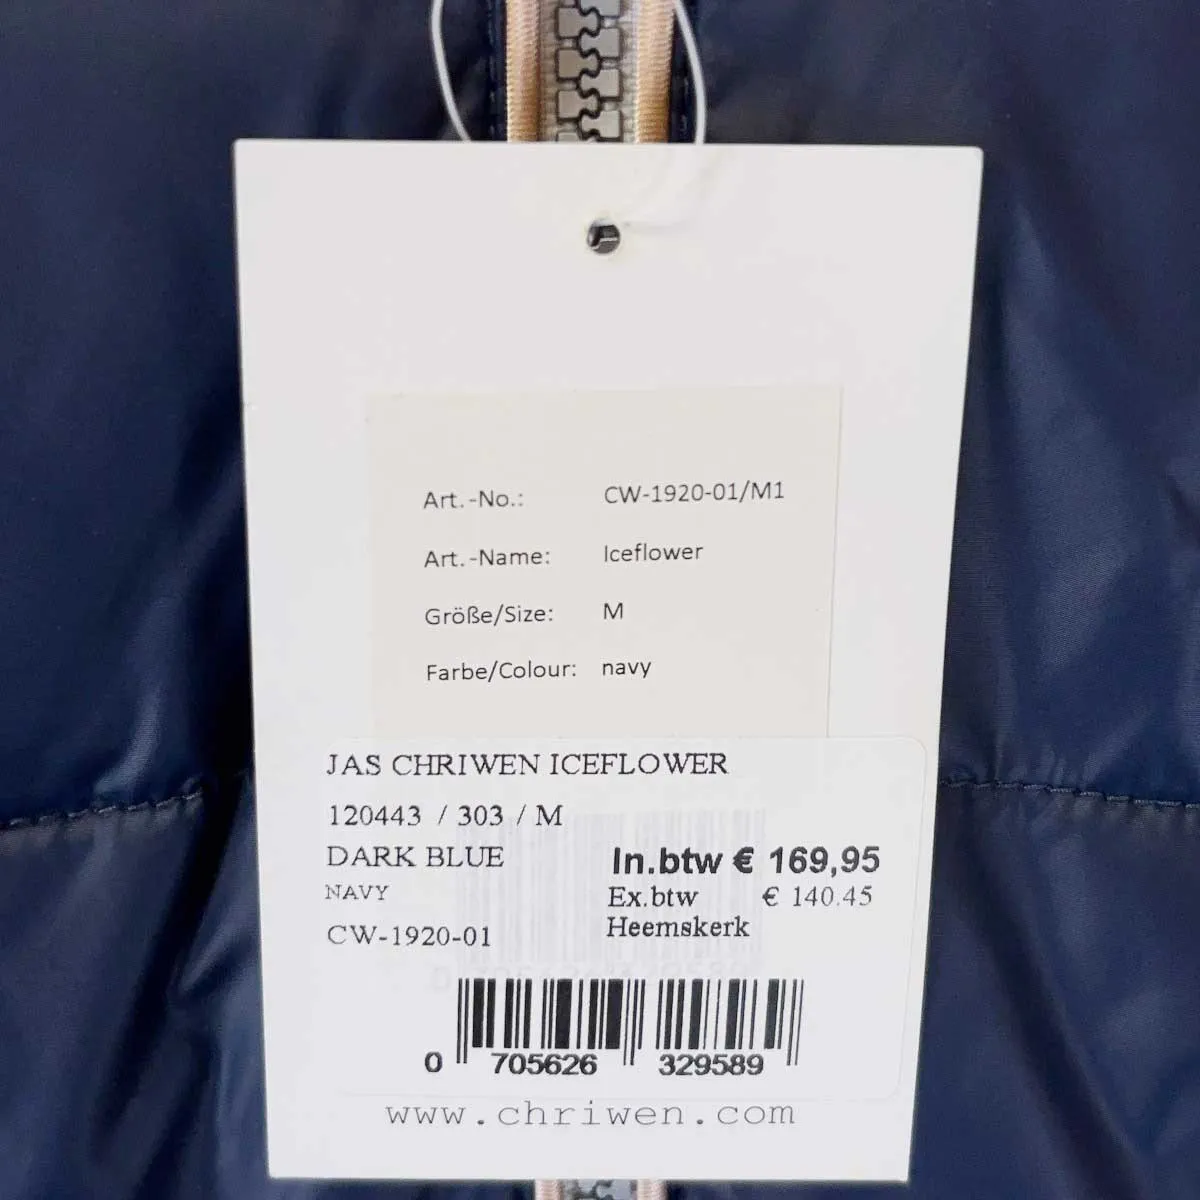 Art.-No.: CW-1920-01/M1
Art.-Name: Iceflower
Größe/Size: M
Farbe/Colour: navy
JAS CHRIWEN ICEFLOWER
120443 / 303 / M
DARK BLUE In.btw € 169,95
NAVY Ex.btw € 140.45
Heemskerk
CW-1920-01
0 705626 329589
www.chriwen.com